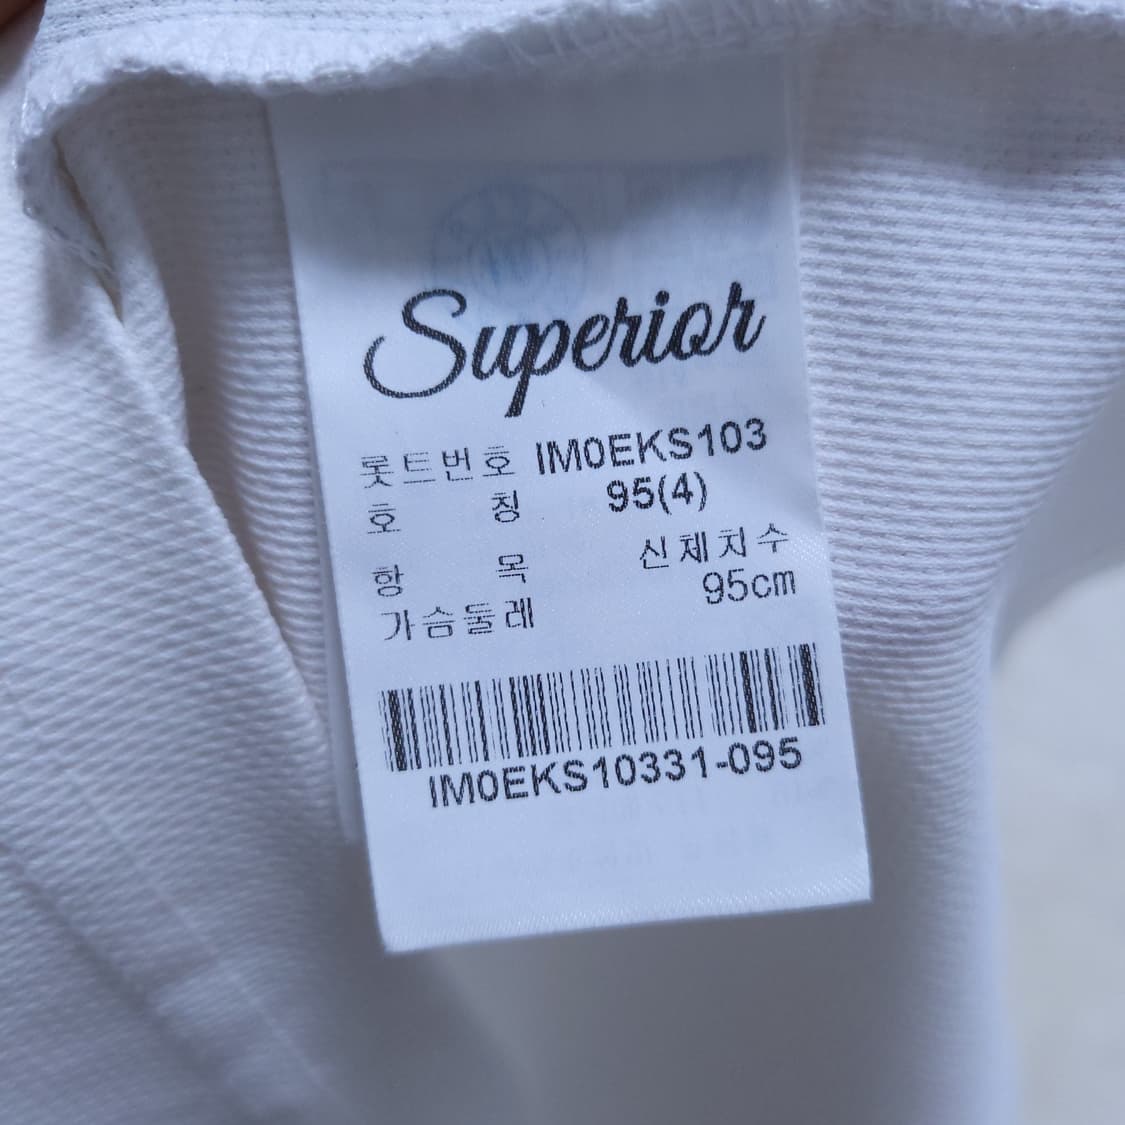 Superior
롯트번호 IM0EKS103
호 칭 95(4)
항 목 신체치수
가슴둘레 95cm
IM0EKS10331-095